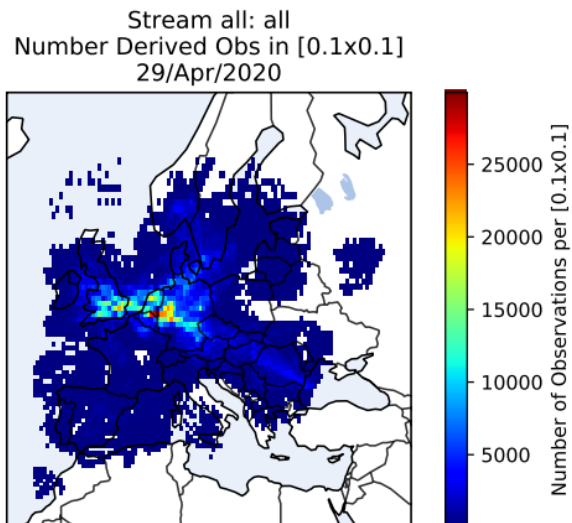 Stream all: all
Number Derived Obs in [0.1x0.1]
29/Apr/2020
25000
20000
15000
10000
5000
Number of Observations per [0.1x0.1]